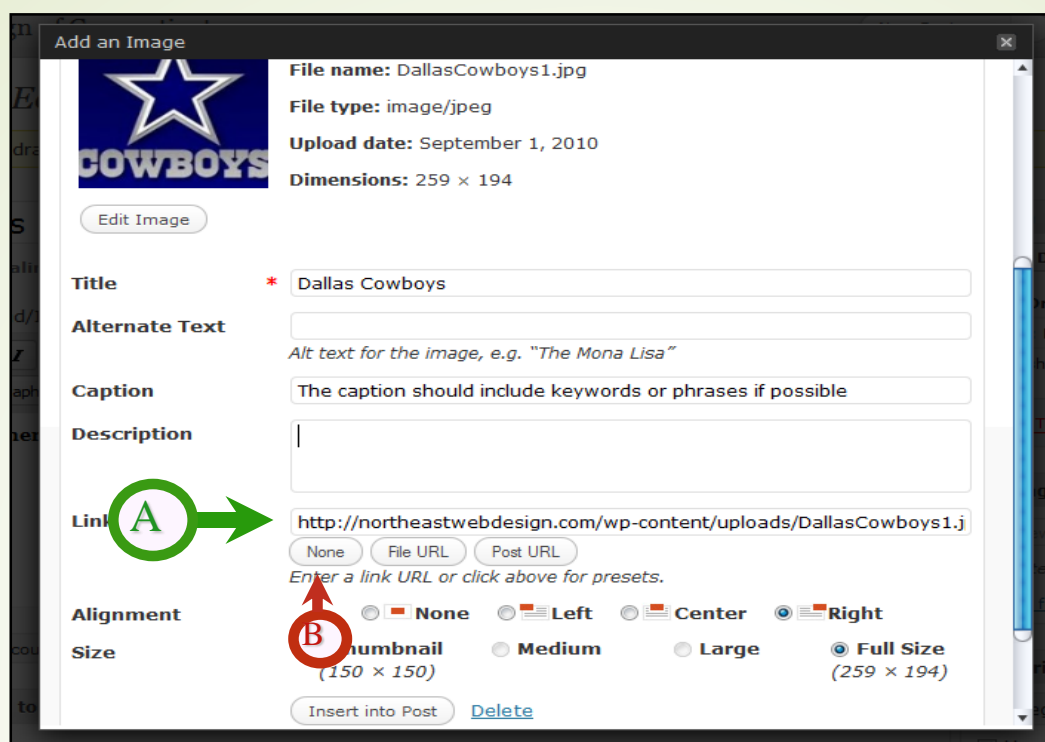 Add an Image
COWBOYS
File name: DallasCowboys1.jpg
File type: image/jpeg
Upload date: September 1, 2010
Dimensions: 259 × 194
Edit Image
Title * Dallas Cowboys
Alternate Text
Alt text for the image, e.g. “The Mona Lisa”
Caption The caption should include keywords or phrases if possible
Description
Link A http://northeastwebdesign.com/wp-content/uploads/DallasCowboys1.j
None File URL Post URL
Enter a link URL or click above for presets.
Alignment None Left Center Right
B
Size Thumbnail Medium Large Full Size
(150 × 150) (259 × 194)
Insert into Post Delete